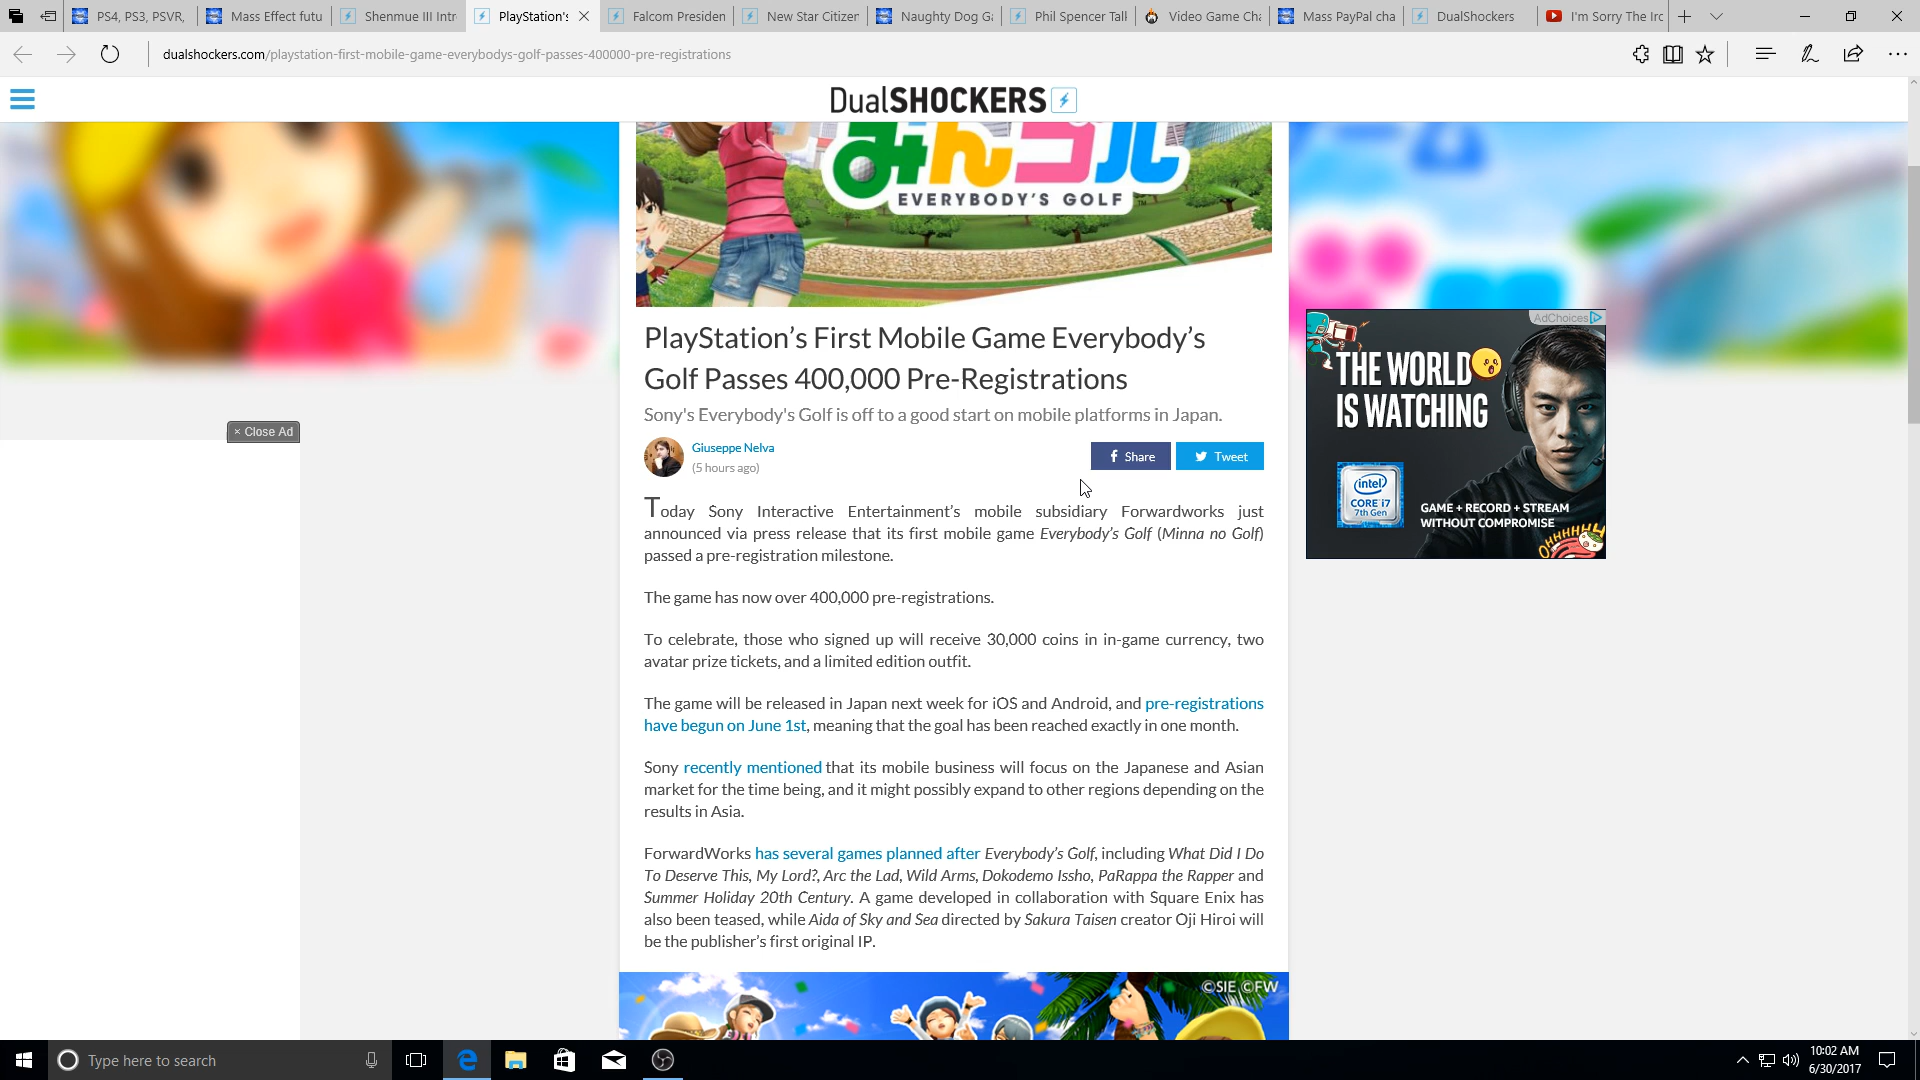 PS4, PS3, PSVR,
Mass Effect futu
Shenmue III Intr
PlayStation's
Falcom Presiden
New Star Citizen
Naughty Dog Ga
Phil Spencer Talk
Video Game Cha
Mass PayPal cha
DualShockers
I'm Sorry The Iro
dualshockers.com/playstation-first-mobile-game-everybodys-golf-passes-400000-pre-registrations
DualSHOCKERS
みんゴル
EVERYBODY'S GOLF™
PlayStation’s First Mobile Game Everybody’s
Golf Passes 400,000 Pre-Registrations
Sony's Everybody's Golf is off to a good start on mobile platforms in Japan.
× Close Ad
Giuseppe Nelva
(5 hours ago)
Share
Tweet
Today Sony Interactive Entertainment’s mobile subsidiary Forwardworks just
announced via press release that its first mobile game Everybody’s Golf (Minna no Golf)
passed a pre-registration milestone.
The game has now over 400,000 pre-registrations.
To celebrate, those who signed up will receive 30,000 coins in in-game currency, two
avatar prize tickets, and a limited edition outfit.
The game will be released in Japan next week for iOS and Android, and pre-registrations
have begun on June 1st, meaning that the goal has been reached exactly in one month.
Sony recently mentioned that its mobile business will focus on the Japanese and Asian
market for the time being, and it might possibly expand to other regions depending on the
results in Asia.
ForwardWorks has several games planned after Everybody’s Golf, including What Did I Do
To Deserve This, My Lord?, Arc the Lad, Wild Arms, Dokodemo Issho, PaRappa the Rapper and
Summer Holiday 20th Century. A game developed in collaboration with Square Enix has
also been teased, while Aida of Sky and Sea directed by Sakura Taisen creator Oji Hiroi will
be the publisher’s first original IP.
©SIE ©FW
AdChoices
THE WORLD
IS WATCHING
intel
CORE i7
7th Gen
GAME + RECORD + STREAM
WITHOUT COMPROMISE
OHHHHHH
Type here to search
10:02 AM
6/30/2017